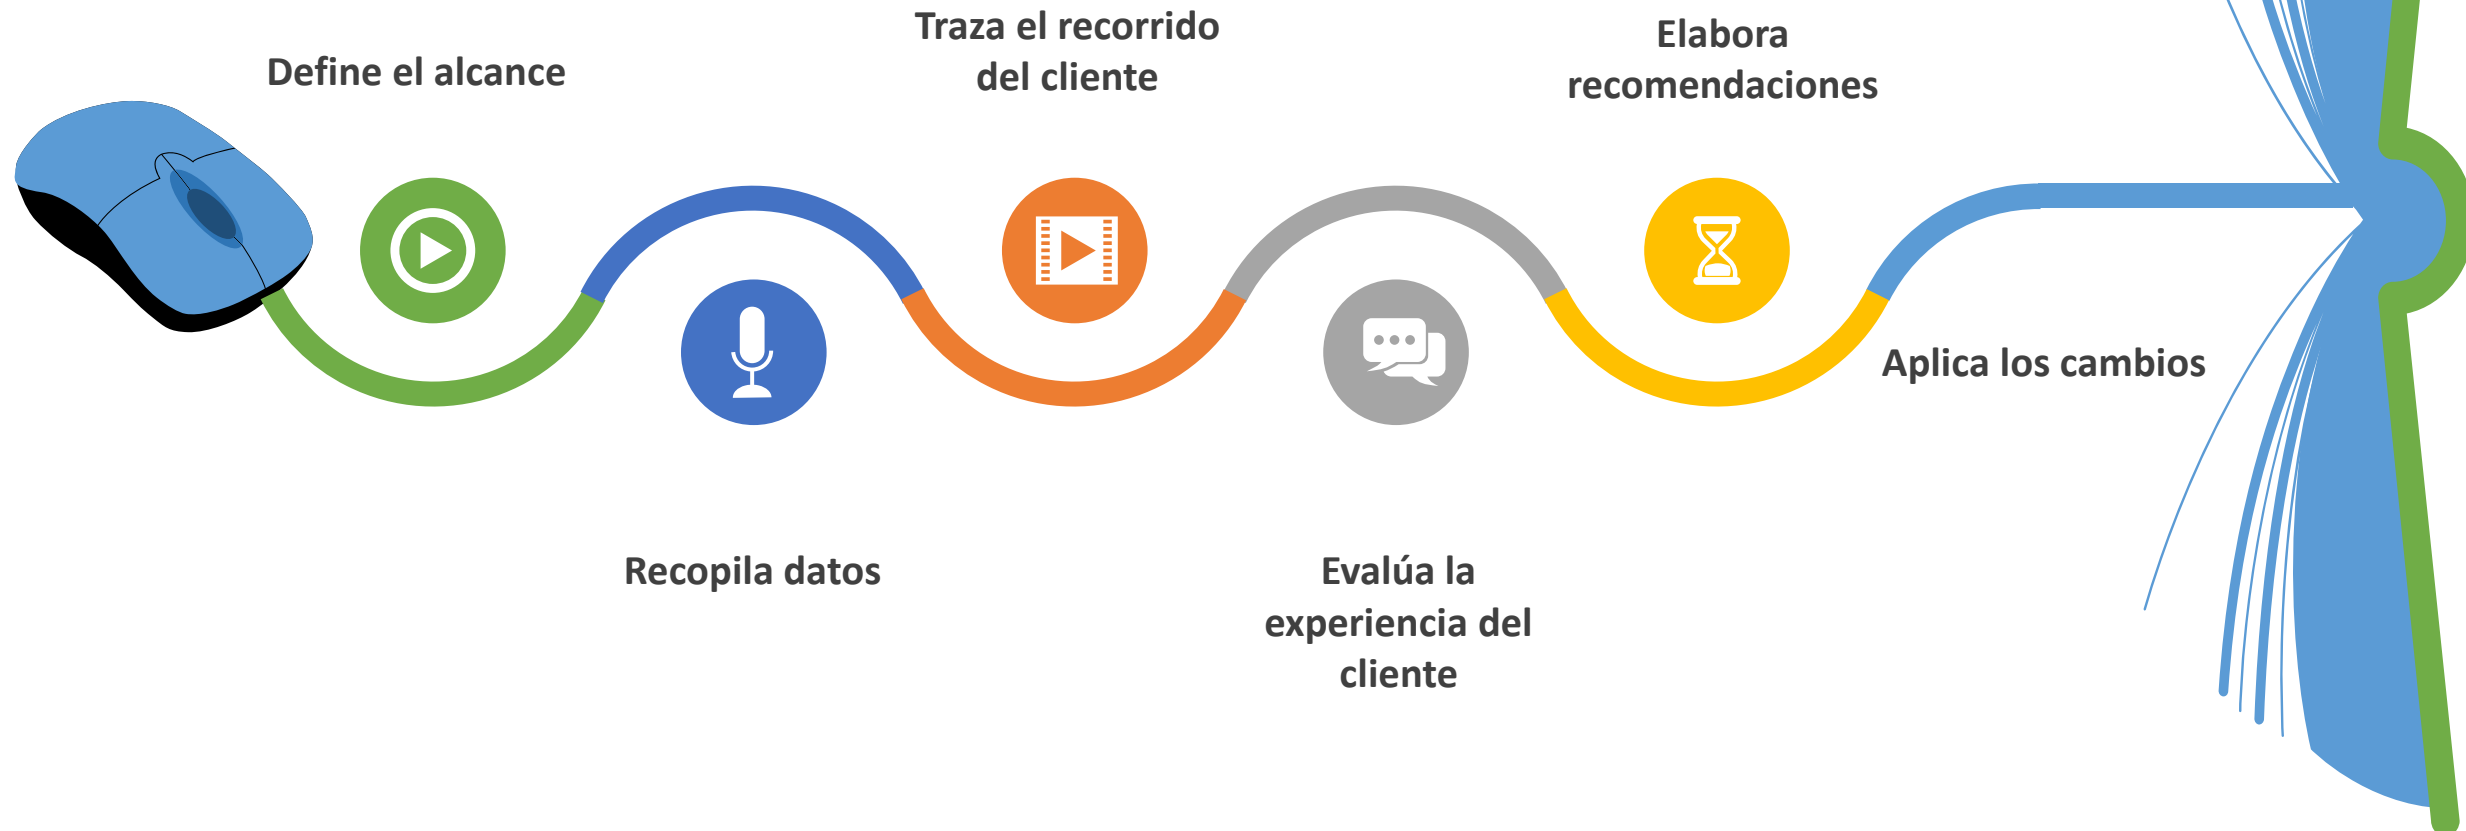 Define el alcance
Recopila datos
Traza el recorrido
del cliente
Evalúa la
experiencia del
cliente
Elabora
recomendaciones
Aplica los cambios